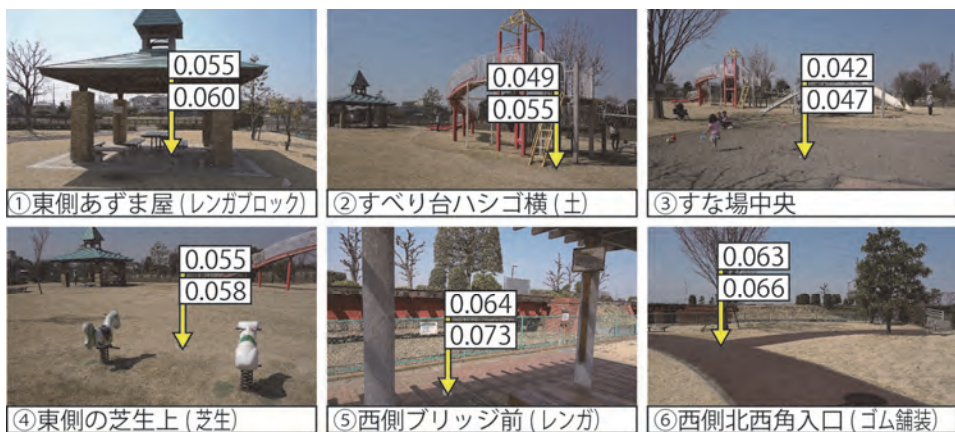 0.055
0.060
①東側あずま屋(レンガブロック)
0.049
0.055
②すべり台ハシゴ横(土)
0.042
0.047
③すな場中央
0.055
0.058
④東側の芝生上(芝生)
0.064
0.073
⑤西側ブリッジ前(レンガ)
0.063
0.066
⑥西側北西角入口(ゴム舗装)